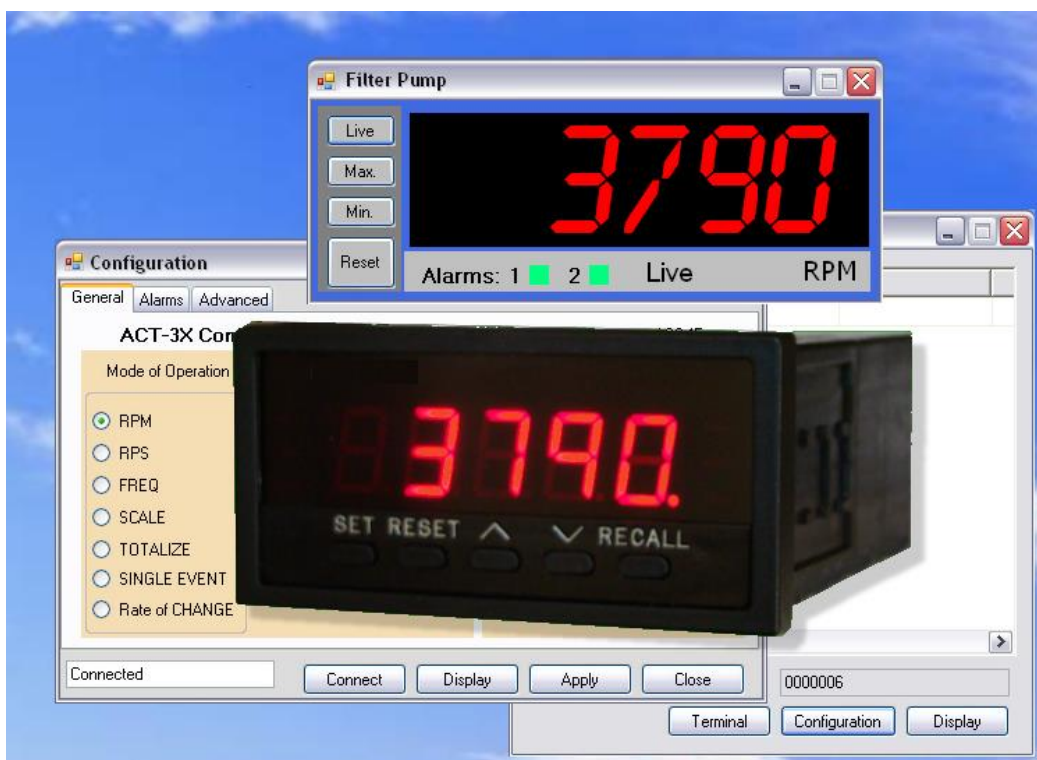 Filter Pump
Live
Max.
Min.
Reset
3790
Alarms: 1 2 Live RPM
Configuration
General Alarms Advanced
ACT-3X
Mode of Operation
RPM
RPS
FREQ
SCALE
TOTALIZE
SINGLE EVENT
Rate of CHANGE
3790.
SET RESET RECALL
Connected
Connect Display Apply Close
0000006
Terminal Configuration Display